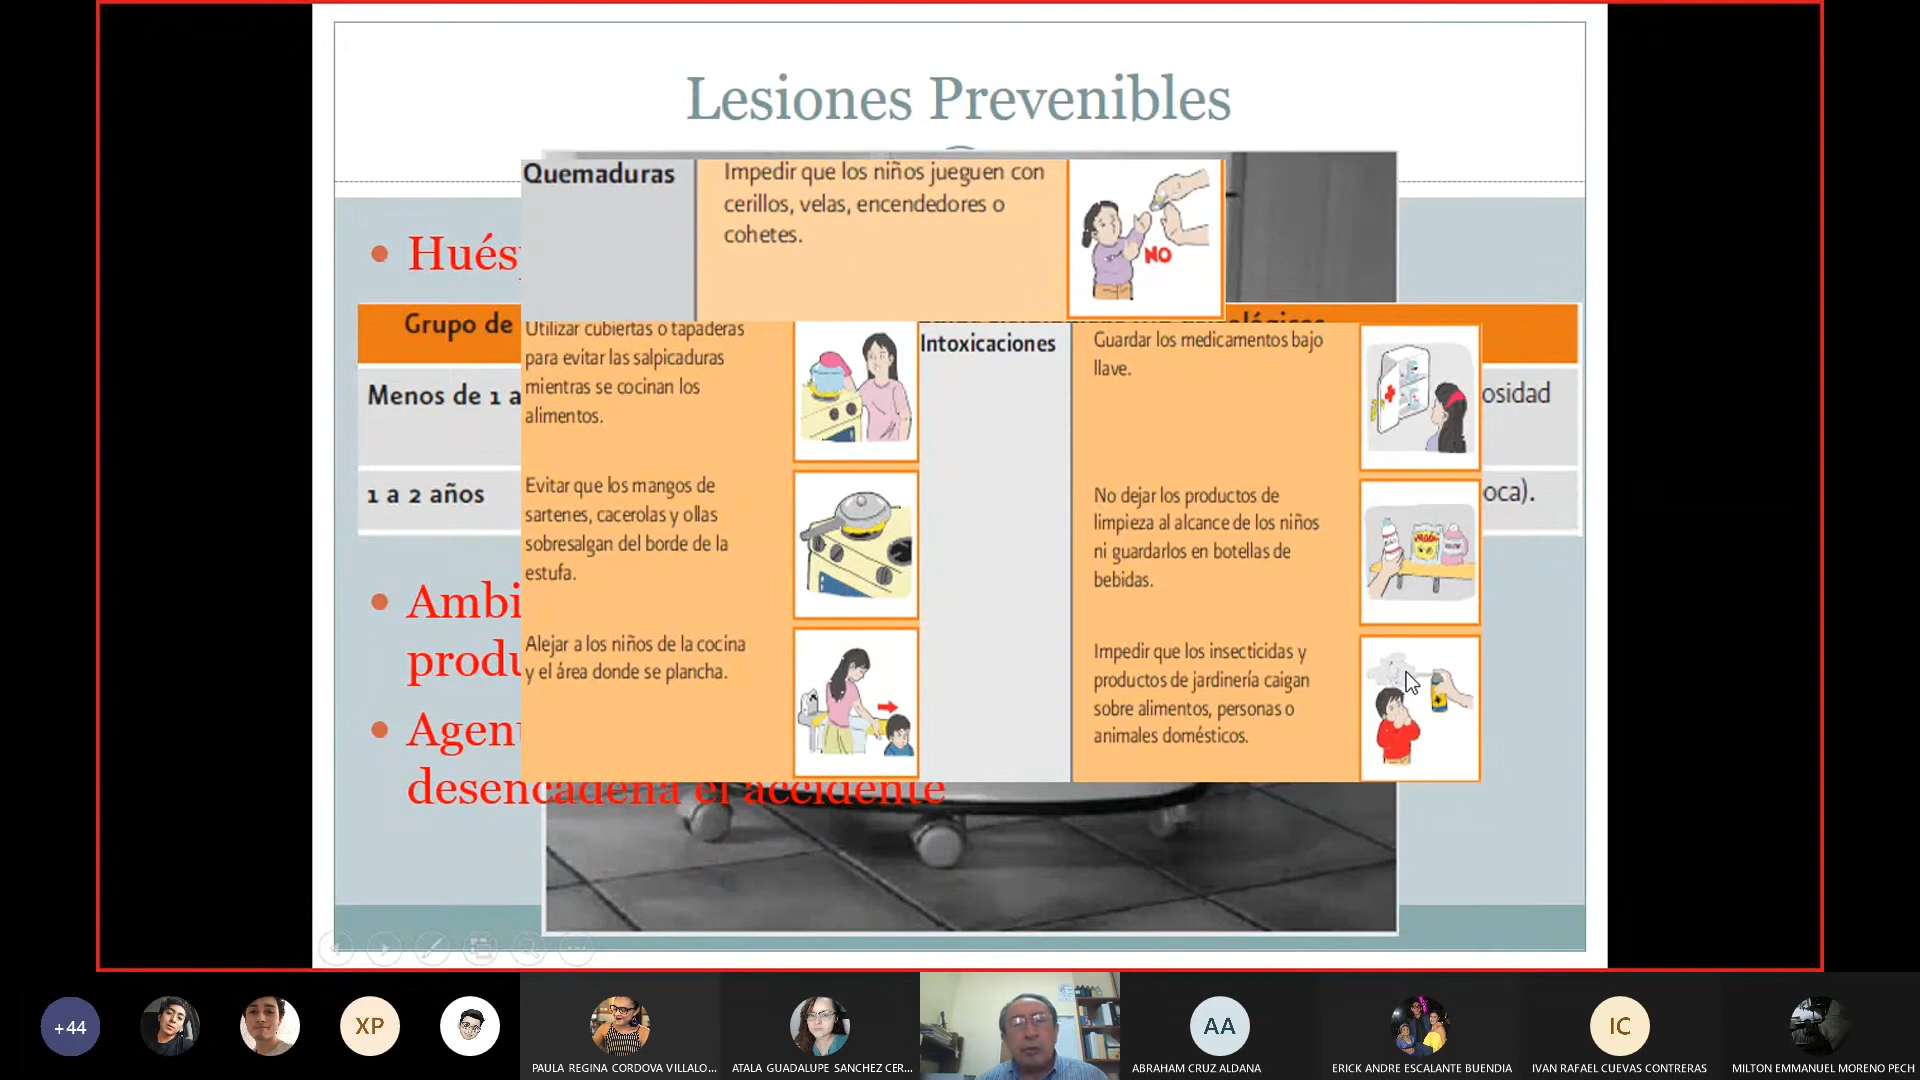 Lesiones Prevenibles
Quemaduras
Impedir que los niños jueguen con
cerillos, velas, encendedores o
cohetes.
NO
Grupo de
Menos de 1 a
osidad
1 a 2 años
oca).
Utilizar cubiertas o tapaderas
para evitar las salpicaduras
mientras se cocinan los
alimentos.
Evitar que los mangos de
sartenes, cacerolas y ollas
sobresalgan del borde de la
estufa.
Alejar a los niños de la cocina
y el área donde se plancha.
Intoxicaciones
Guardar los medicamentos bajo
llave.
No dejar los productos de
limpieza al alcance de los niños
ni guardarlos en botellas de
bebidas.
Impedir que los insecticidas y
productos de jardinería caigan
sobre alimentos, personas o
animales domésticos.
desencadena el accidente
+44
XP
PAULA REGINA CORDOVA VILLALO...
ATALA GUADALUPE SANCHEZ CER...
AA
ABRAHAM CRUZ ALDANA
ERICK ANDRE ESCALANTE BUENDIA
IC
IVAN RAFAEL CUEVAS CONTRERAS
MILTON EMMANUEL MORENO PECH